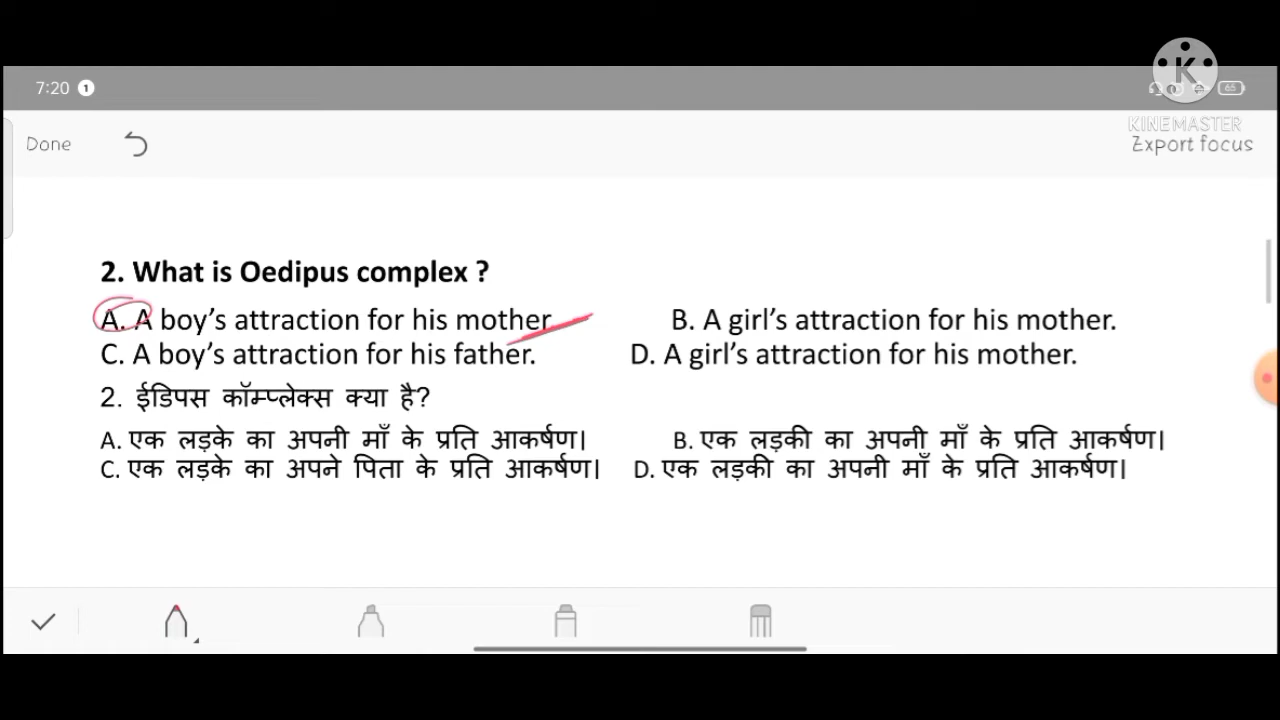 7:20 1
65
K
KINEMASTER
Done
Export focus
2. What is Oedipus complex ?
A. A boy's attraction for his mother. B. A girl's attraction for his mother.
C. A boy's attraction for his father. D. A girl's attraction for his mother.
2. ईडिपस कॉम्प्लेक्स क्या है?
A. एक लड़के का अपनी माँ के प्रति आकर्षण। B. एक लड़की का अपनी माँ के प्रति आकर्षण।
C. एक लड़के का अपने पिता के प्रति आकर्षण। D. एक लड़की का अपनी माँ के प्रति आकर्षण।